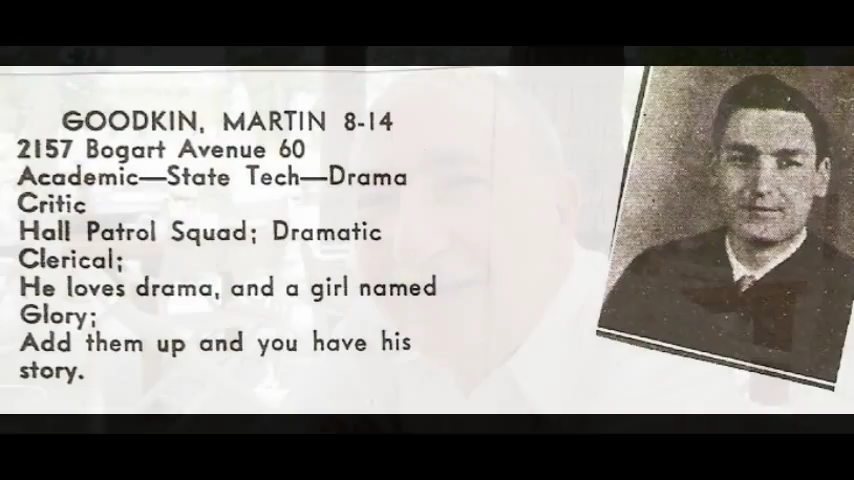 GOODKIN, MARTIN 8-14
2157 Bogart Avenue 60
Academic—State Tech—Drama
Critic
Hall Patrol Squad; Dramatic
Clerical;
He loves drama, and a girl named
Glory;
Add them up and you have his
story.